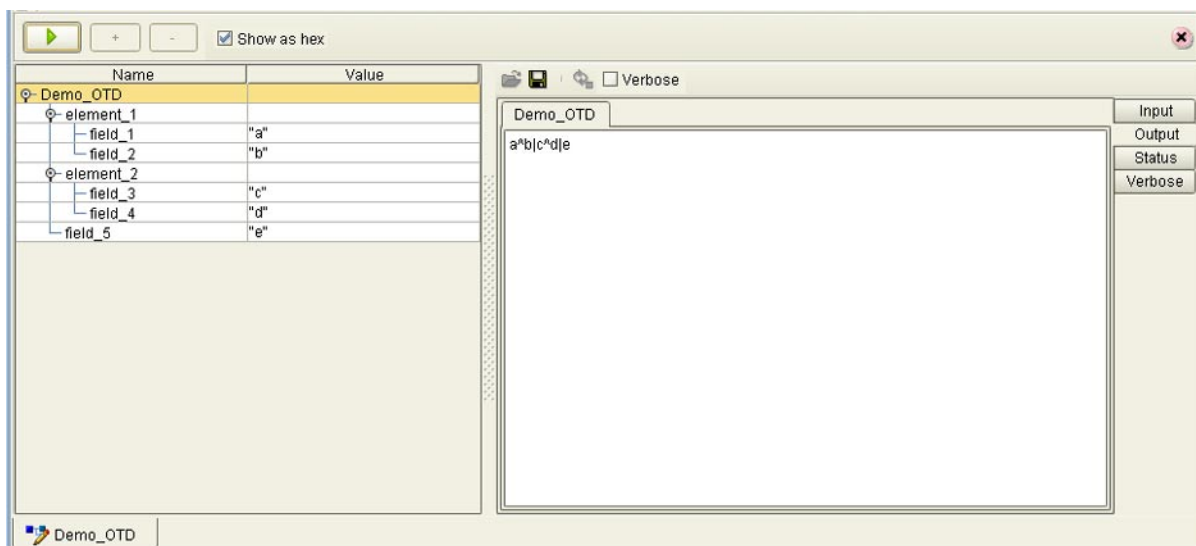 + - Show as hex
Name Value
Demo_OTD
element_1
field_1 "a"
field_2 "b"
element_2
field_3 "c"
field_4 "d"
field_5 "e"
Verbose
Demo_OTD
a^b|c^d|e
Input
Output
Status
Verbose
Demo_OTD